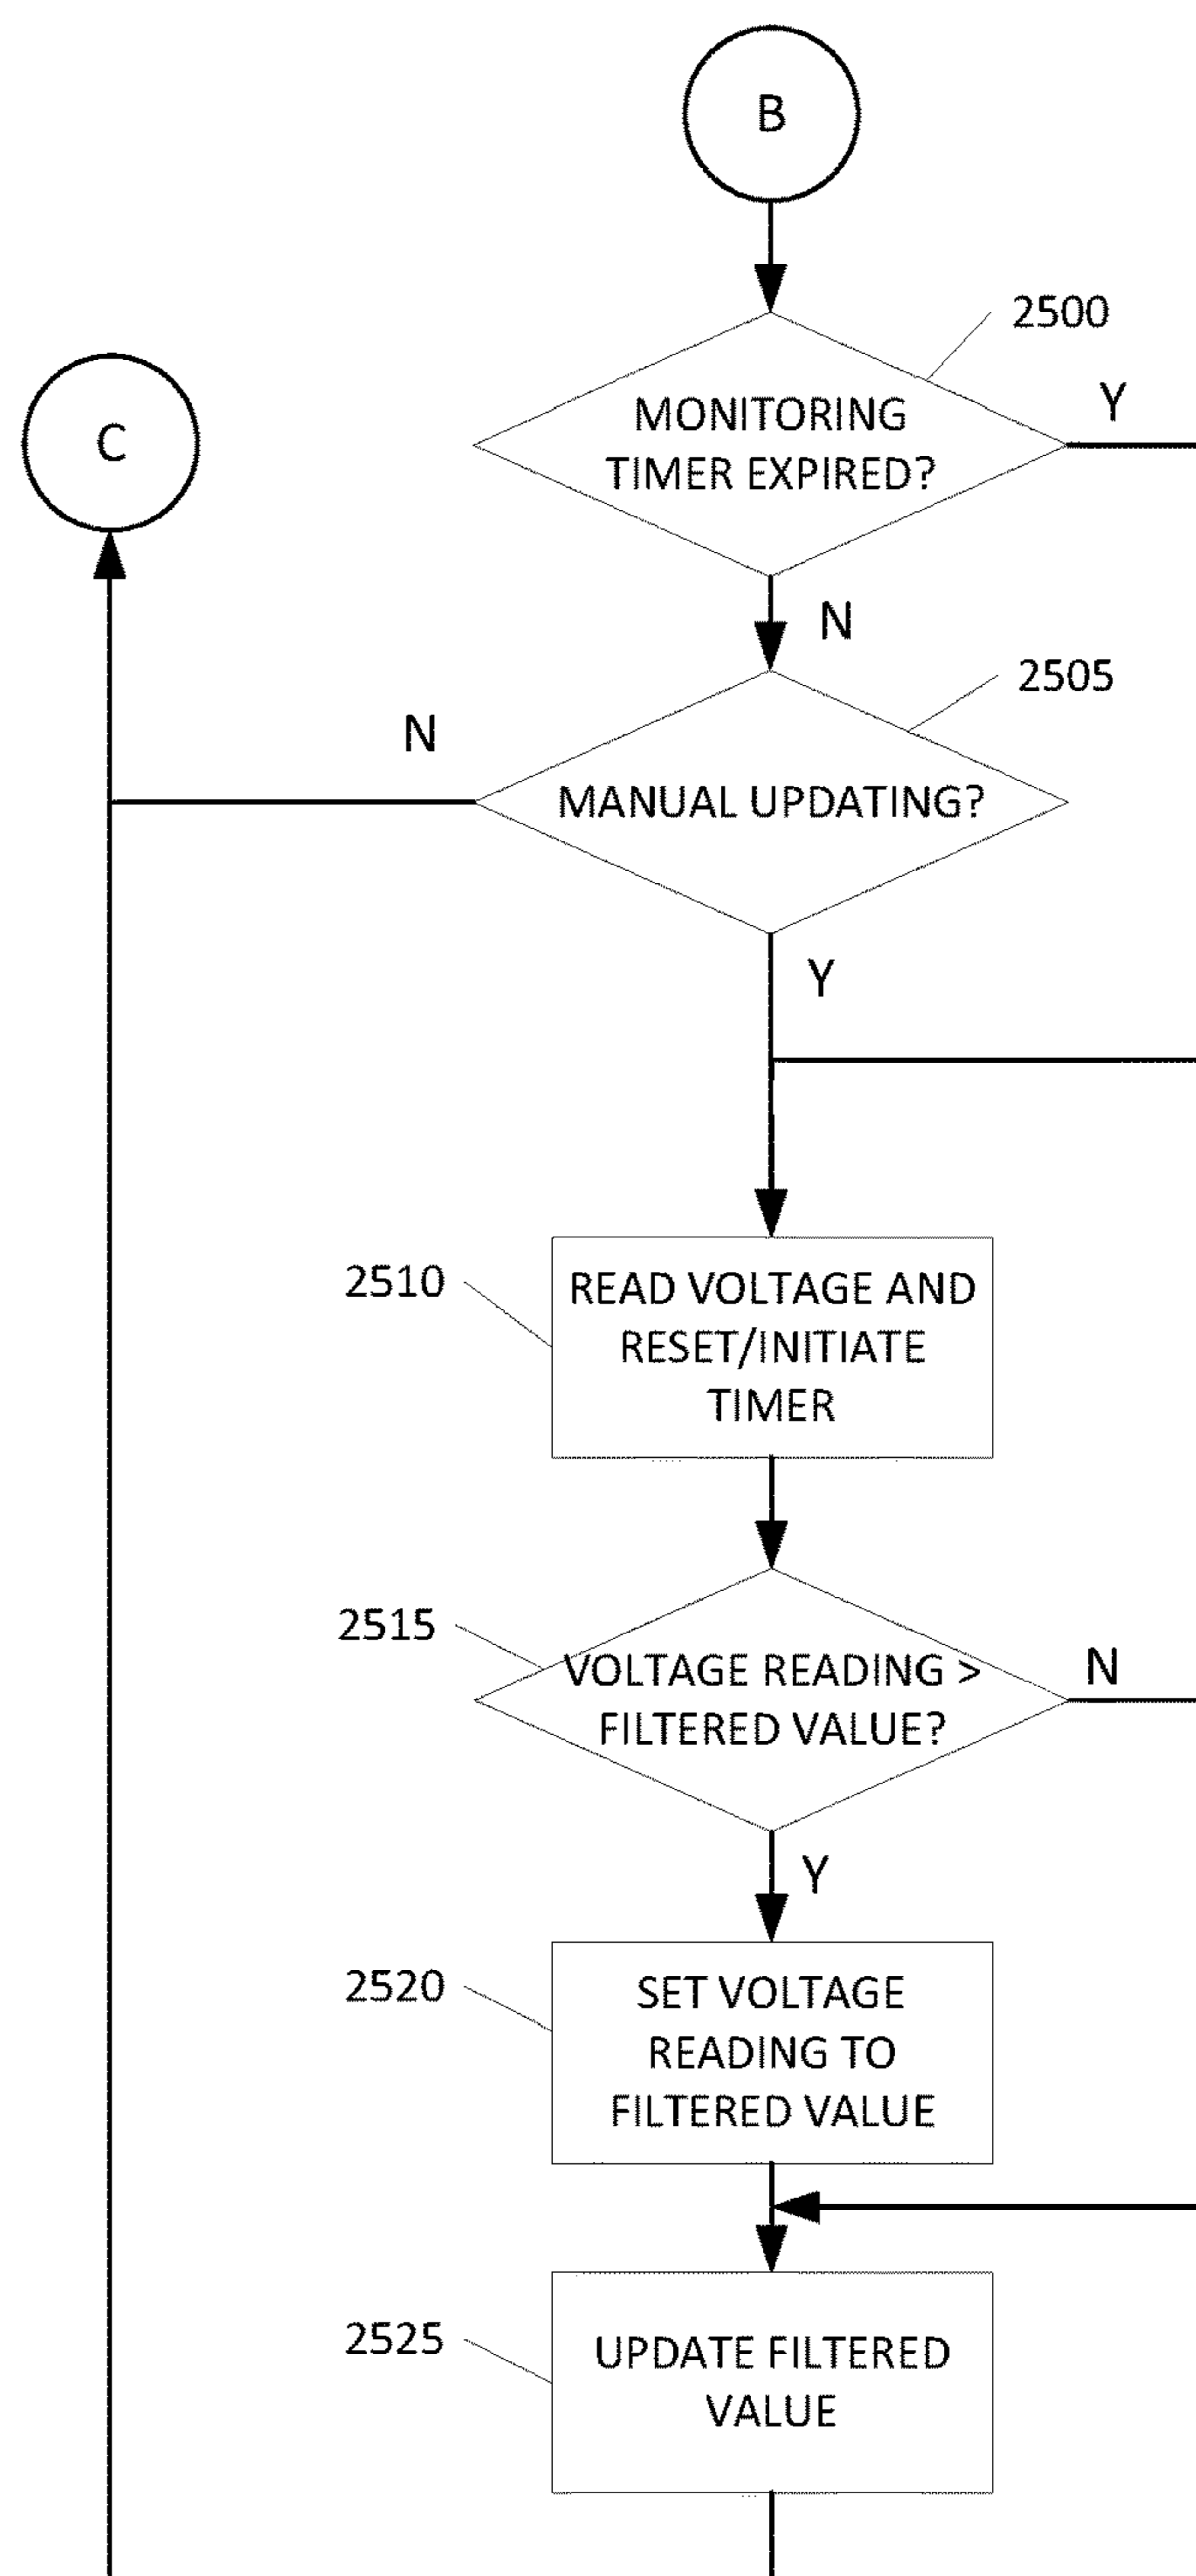 B
2500
MONITORING
TIMER EXPIRED?
Y
C
N
2505
N
MANUAL UPDATING?
Y
2510
READ VOLTAGE AND
RESET/INITIATE
TIMER
2515
VOLTAGE READING >
FILTERED VALUE?
N
Y
2520
SET VOLTAGE
READING TO
FILTERED VALUE
2525
UPDATE FILTERED
VALUE